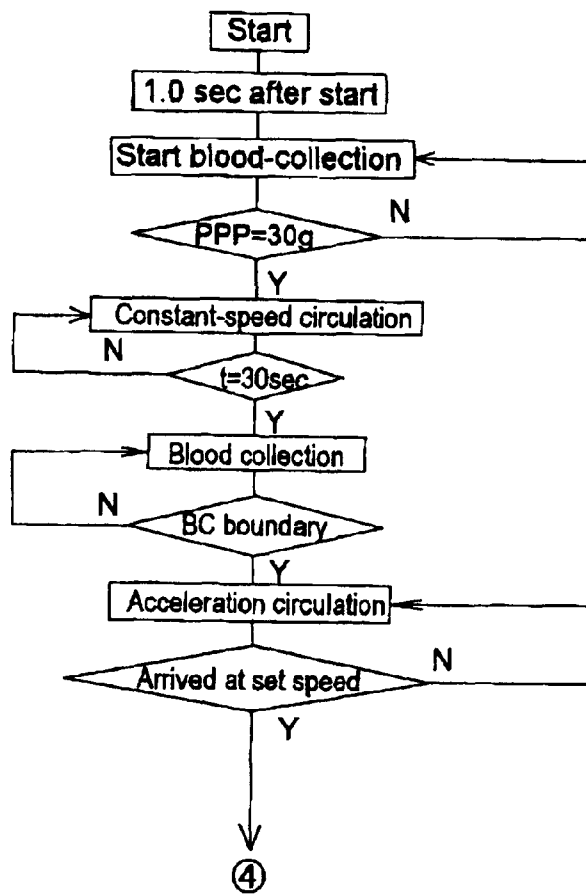 Start
1.0 sec after start
Start blood-collection
N
PPP=30g
Y
Constant-speed circulation
N
t=30sec
Y
Blood collection
N
BC boundary
Y
Acceleration circulation
N
Arrived at set speed
Y
④